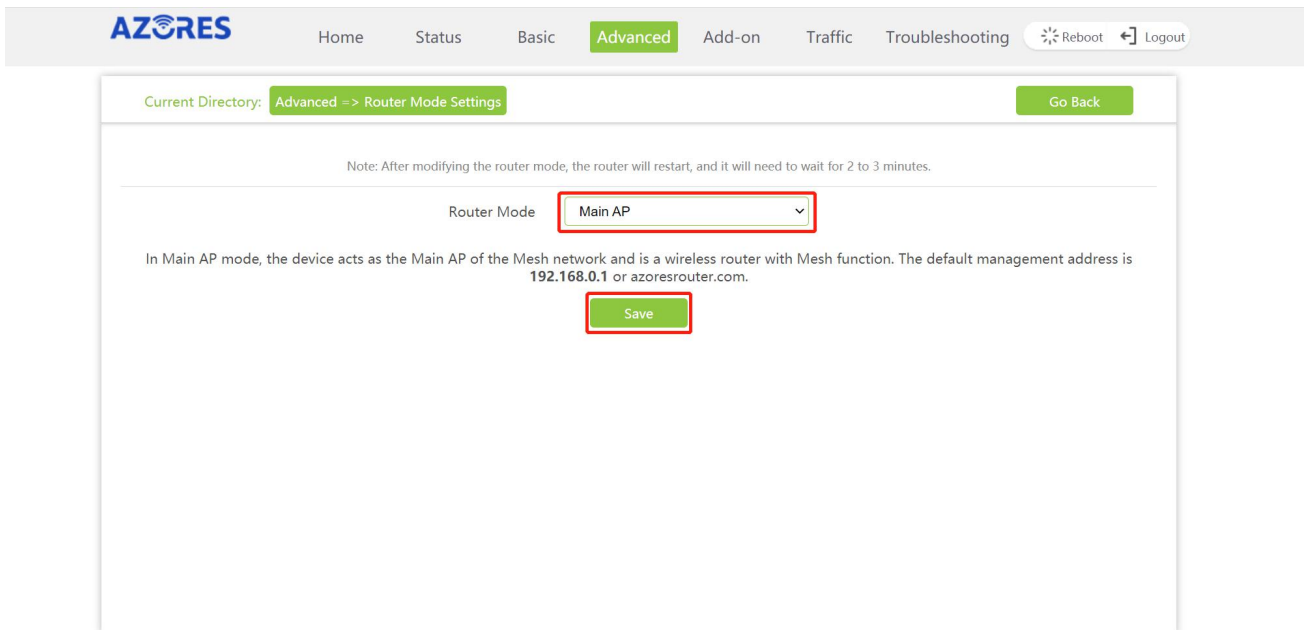 AZORES
Home Status Basic Advanced Add-on Traffic Troubleshooting Reboot Logout
Current Directory: Advanced => Router Mode Settings Go Back
Note: After modifying the router mode, the router will restart, and it will need to wait for 2 to 3 minutes.
Router Mode Main AP
In Main AP mode, the device acts as the Main AP of the Mesh network and is a wireless router with Mesh function. The default management address is
192.168.0.1 or azoresrouter.com.
Save